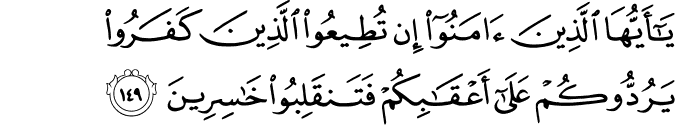 يَـٰٓأَيُّهَا ٱلَّذِينَ ءَامَنُوٓا۟ إِن تُطِيعُوا۟ ٱلَّذِينَ كَفَرُوا۟
يَرُدُّوكُمْ عَلَىٰٓ أَعْقَـٰبِكُمْ فَتَنقَلِبُوا۟ خَـٰسِرِينَ ١٤٩